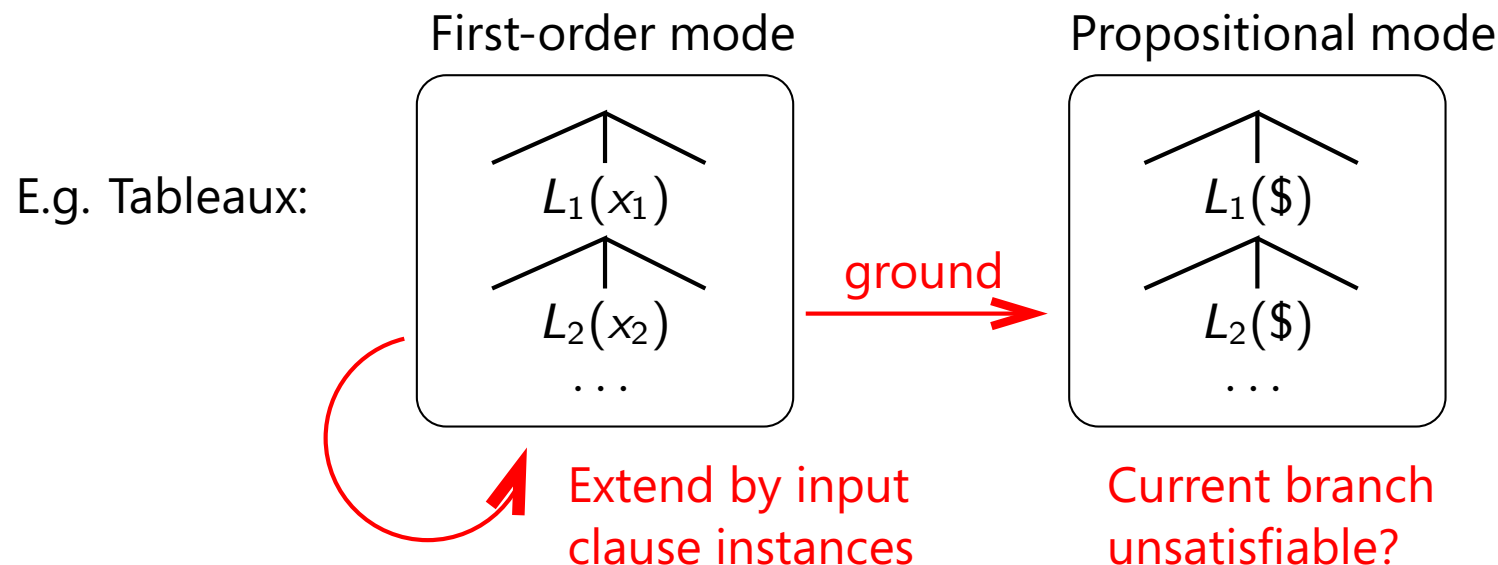 First-order mode
Propositional mode
E.g. Tableaux:
L₁(x₁)
L₁($)
ground
L₂(x₂)
L₂($)
...
...
Extend by input
clause instances
Current branch
unsatisfiable?